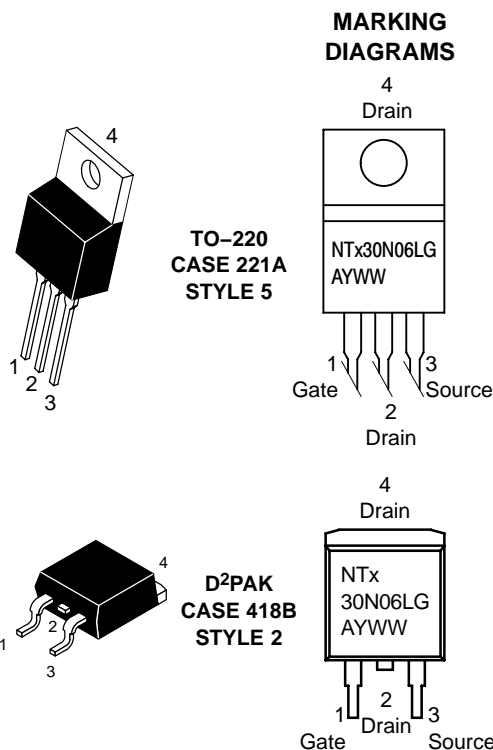 MARKING
DIAGRAMS
4
Drain
4
TO–220
CASE 221A
STYLE 5
NTx30N06LG
AYWW
1
2
3
1
Gate
2
Drain
3
Source
4
Drain
D²PAK
CASE 418B
STYLE 2
4
2
1
3
NTx
30N06LG
AYWW
1
Gate
2
Drain
3
Source